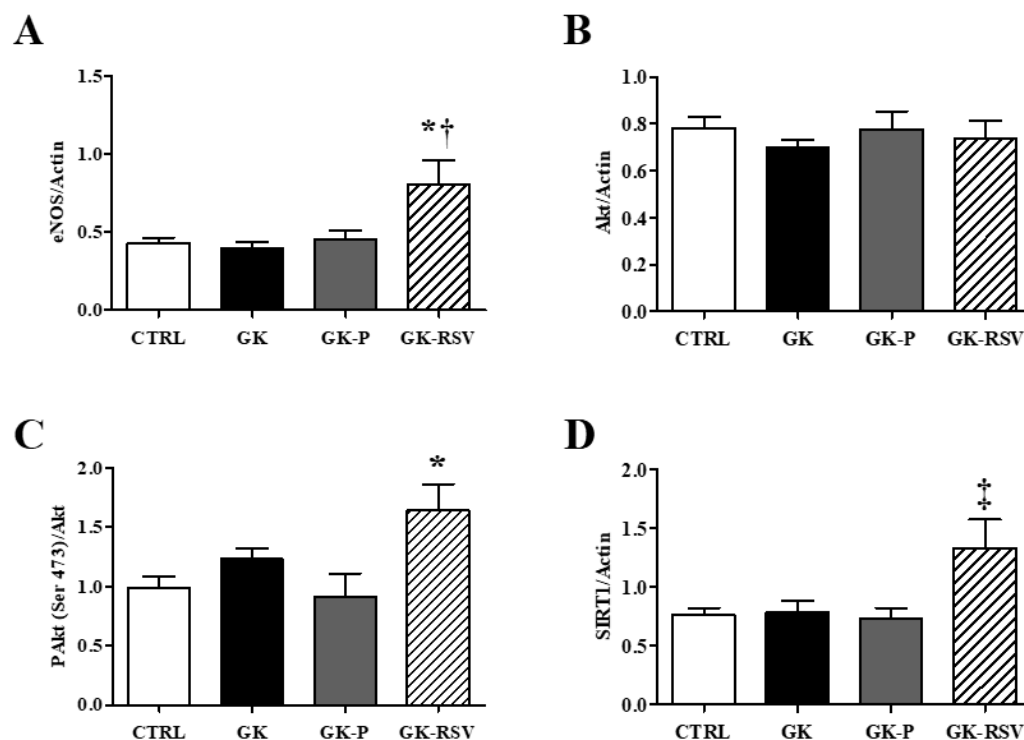 A
eNOS/Actin
1.5
1.0
0.5
0.0
*†
CTRL GK GK-P GK-RSV
B
Akt/Actin
1.0
0.8
0.6
0.4
0.2
0.0
CTRL GK GK-P GK-RSV
C
PAkt (Ser 473)/Akt
2.0
1.5
1.0
0.5
0.0
*
CTRL GK GK-P GK-RSV
D
SIRT1/Actin
2.0
1.5
1.0
0.5
0.0
‡
CTRL GK GK-P GK-RSV